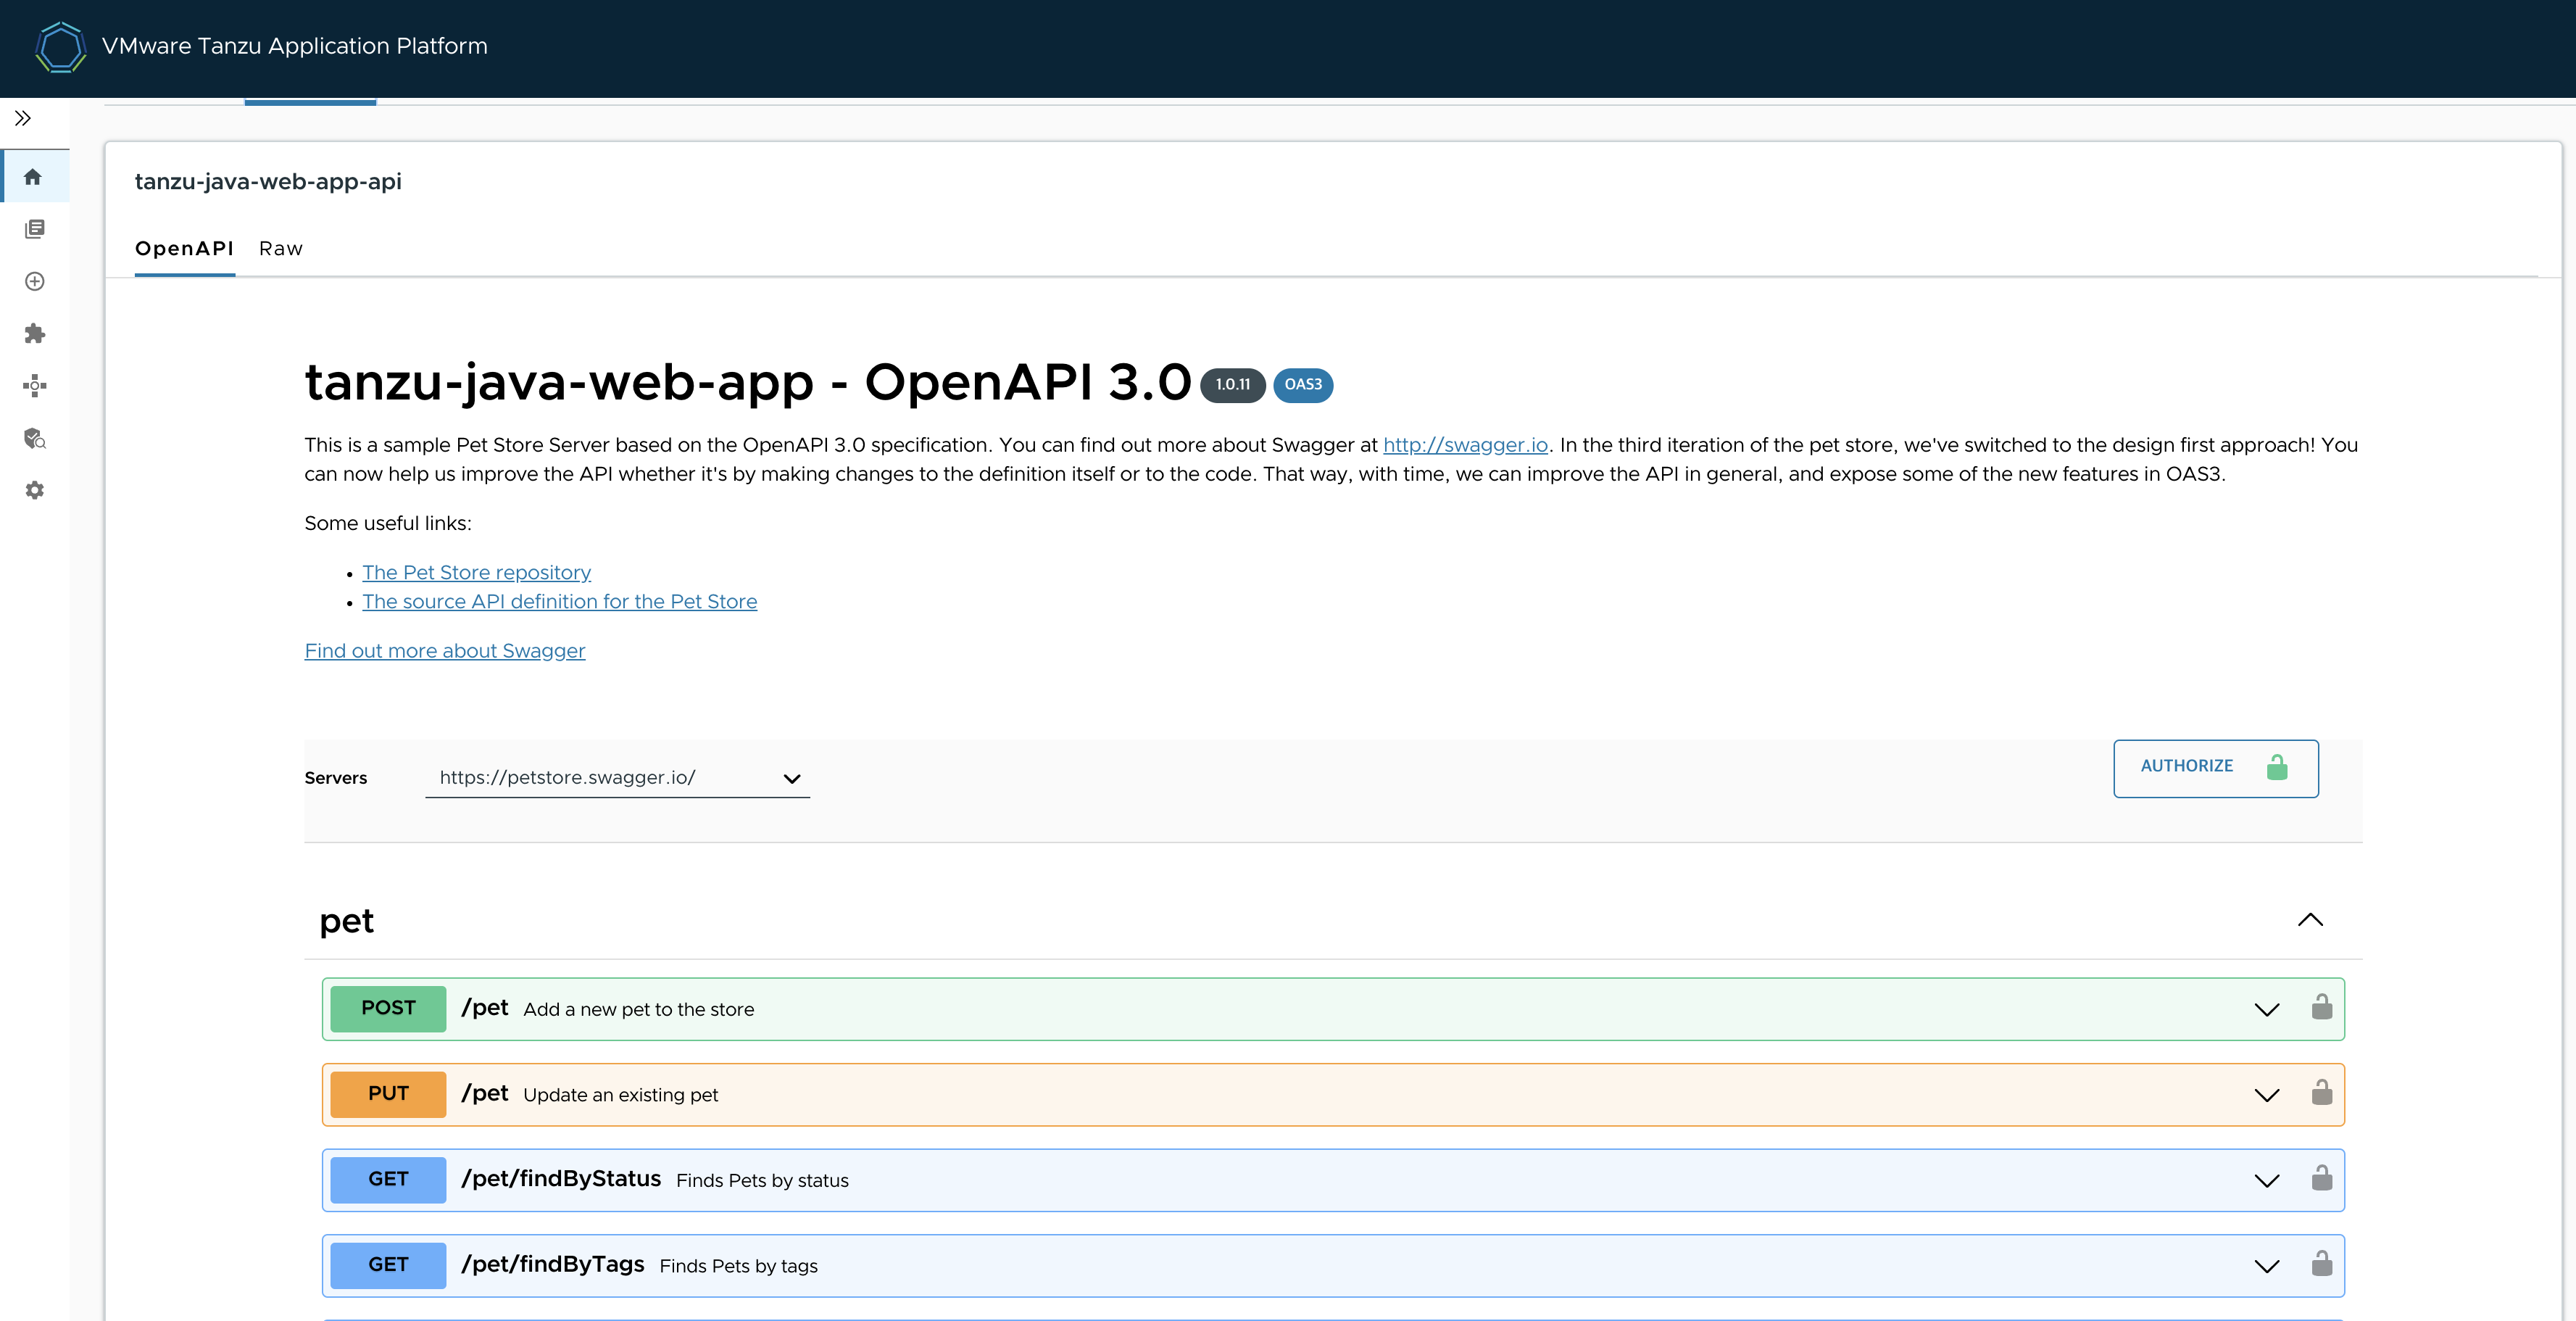 VMware Tanzu Application Platform
tanzu-java-web-app-api
OpenAPI Raw
tanzu-java-web-app - OpenAPI 3.0 1.0.11 OAS3
This is a sample Pet Store Server based on the OpenAPI 3.0 specification. You can find out more about Swagger at http://swagger.io. In the third iteration of the pet store, we've switched to the design first approach! You
can now help us improve the API whether it's by making changes to the definition itself or to the code. That way, with time, we can improve the API in general, and expose some of the new features in OAS3.
Some useful links:
• The Pet Store repository
• The source API definition for the Pet Store
Find out more about Swagger
Servers https://petstore.swagger.io/ AUTHORIZE
pet
POST /pet Add a new pet to the store
PUT /pet Update an existing pet
GET /pet/findByStatus Finds Pets by status
GET /pet/findByTags Finds Pets by tags